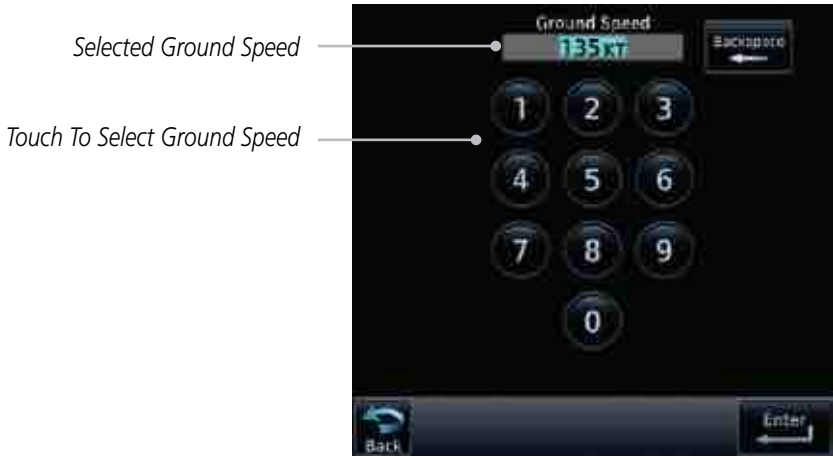 Ground Speed
Selected Ground Speed
135KT
Backspace
Touch To Select Ground Speed
1 2 3
4 5 6
7 8 9
0
Back
Enter